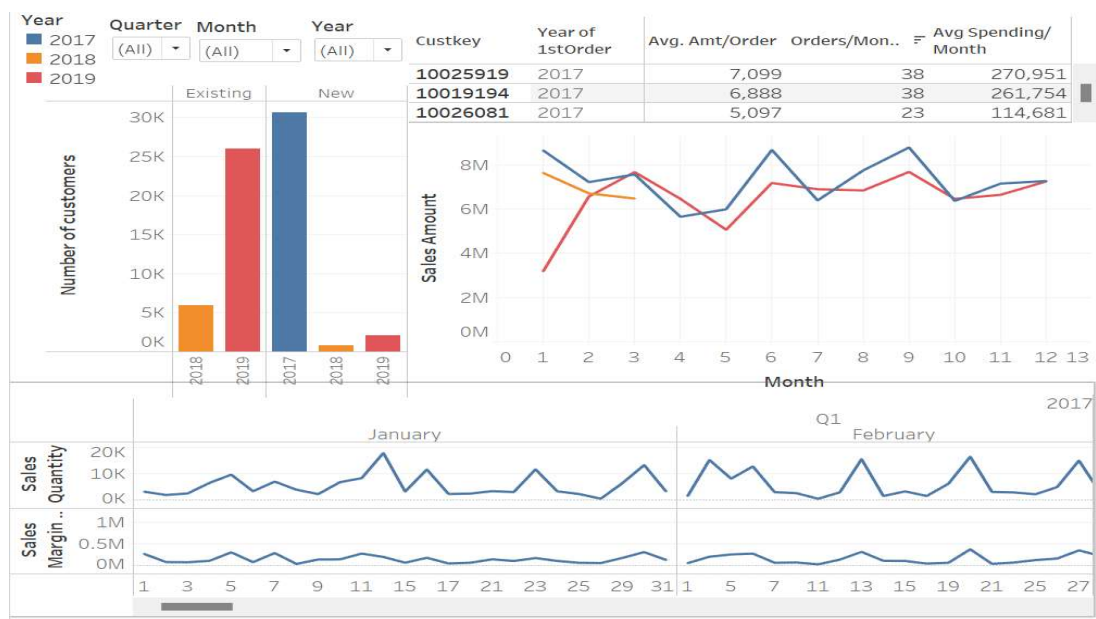 Year
2017
2018
2019
Quarter
(All)
Month
(All)
Year
(All)
Custkey Year of 1stOrder Avg. Amt/Order Orders/Mon.. Avg Spending/Month
10025919 2017 7,099 38 270,951
10019194 2017 6,888 38 261,754
10026081 2017 5,097 23 114,681
Existing New
Number of customers
30K
25K
20K
15K
10K
5K
0K
2018 2019 2017 2018 2019
Sales Amount
8M
6M
4M
2M
0M
0 1 2 3 4 5 6 7 8 9 10 11 12 13
Month
2017
Q1
January February
Sales Quantity
20K
10K
0K
Sales Margin ..
1M
0.5M
0M
1 3 5 7 9 11 13 15 17 21 23 25 29 31 1 5 7 11 13 15 19 21 25 27